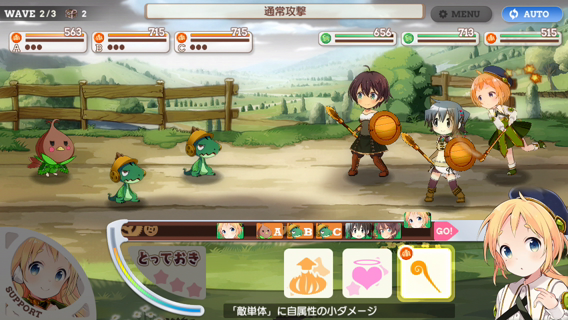 WAVE 2/3 2
通常攻撃
MENU
AUTO
563 715 715
A B C
656 713 515
A B C
GO!
とっておき
SUPPORT
「敵単体」に自属性の小ダメージ